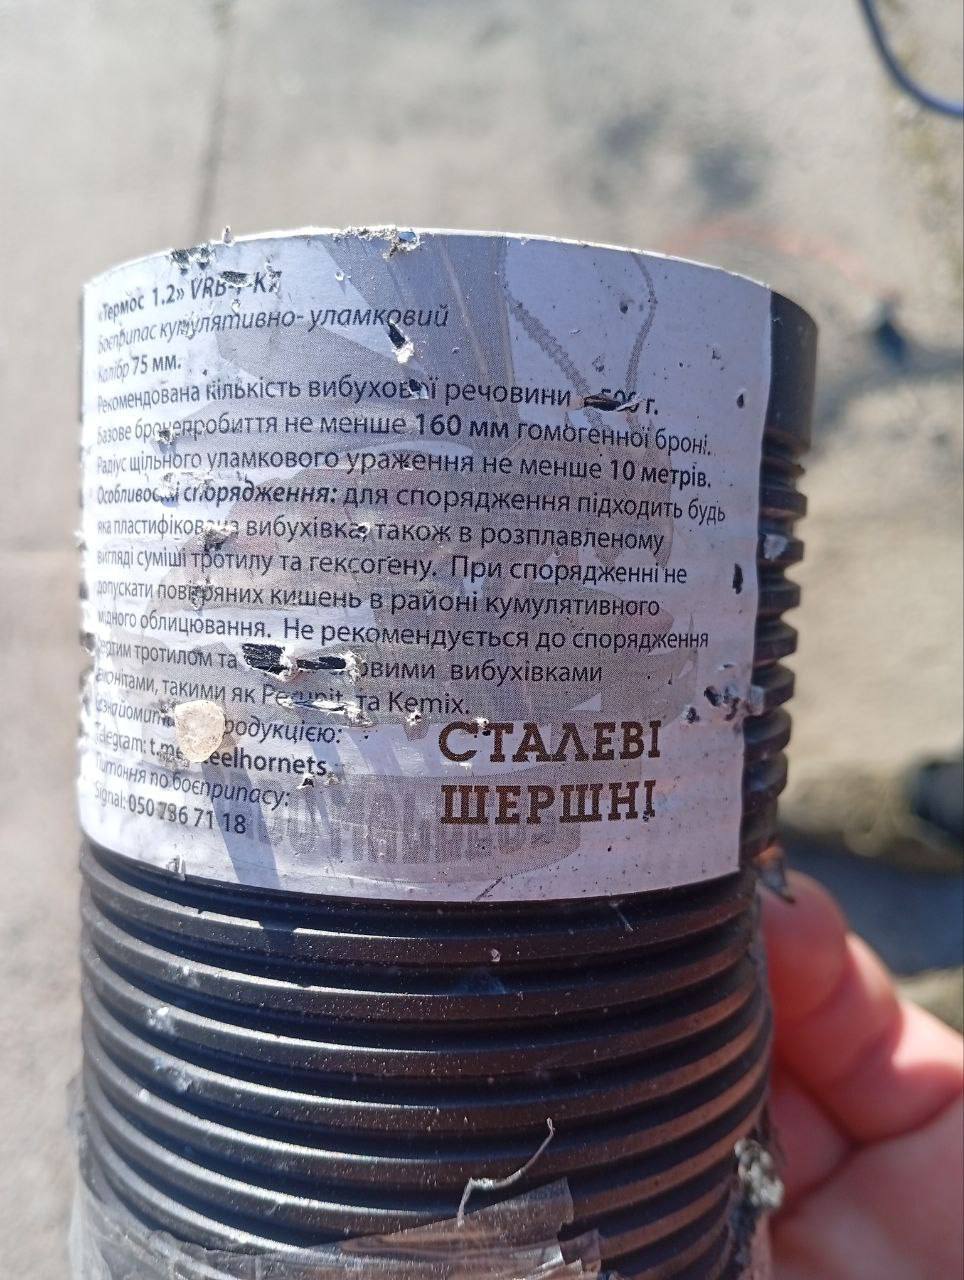 «Термос 1.2» VRB-F-K7
Боєприпас кумулятивно- уламковий
Калібр 75 мм.
Рекомендована кількість вибухової речовини г.
Базове бронепробиття не менше 160 мм гомогенної броні.
Радіус щільного уламкового ураження не менше 10 метрів.
Особливості спорядження: для спорядження підходить будь
яка пластифікована вибухівка також в розплавленому
вигляді суміші тротилу та гексогену. При спорядженні не
допускати повітряних кишень в районі кумулятивного
мідного облицювання. Не рекомендується до спорядження
тротилом та вибухівками
такими як та Kemix.
СТАЛЕВІ
ШЕРШНІ
Telegram:
Питання по боєприпасу:
Signal: 050 736 71 18